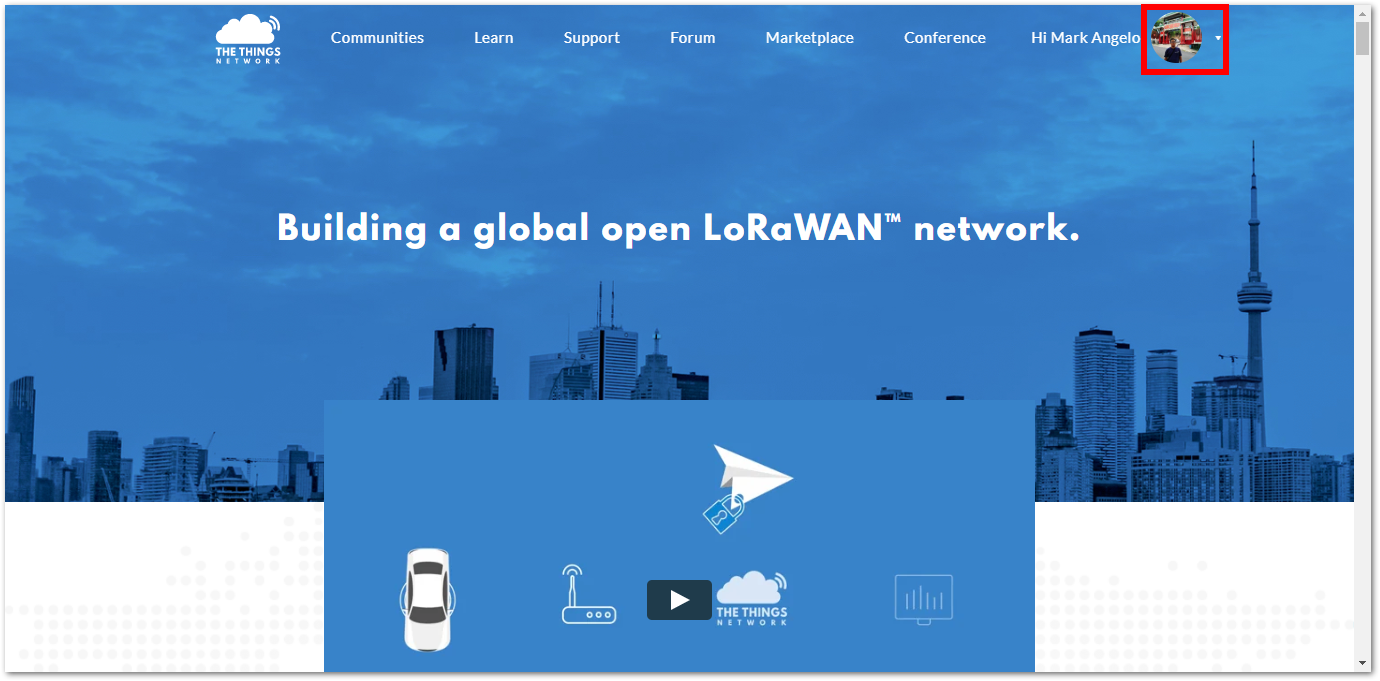 THE THINGS
NETWORK
Communities
Learn
Support
Forum
Marketplace
Conference
Hi Mark Angelo
Building a global open LoRaWAN™ network.
THE THINGS
NETWORK